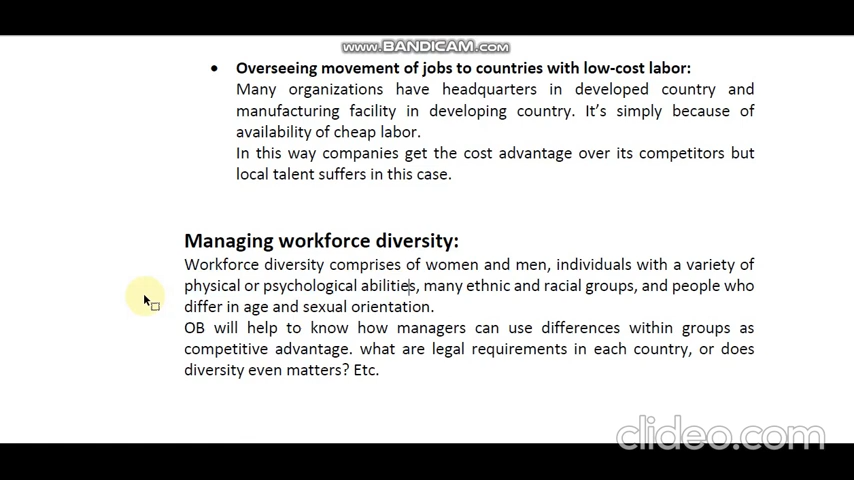 www.BANDICAM.com
• Overseeing movement of jobs to countries with low-cost labor:
Many organizations have headquarters in developed country and
manufacturing facility in developing country. It's simply because of
availability of cheap labor.
In this way companies get the cost advantage over its competitors but
local talent suffers in this case.
Managing workforce diversity:
Workforce diversity comprises of women and men, individuals with a variety of
physical or psychological abilities, many ethnic and racial groups, and people who
differ in age and sexual orientation.
OB will help to know how managers can use differences within groups as
competitive advantage. what are legal requirements in each country, or does
diversity even matters? Etc.
clideo.com